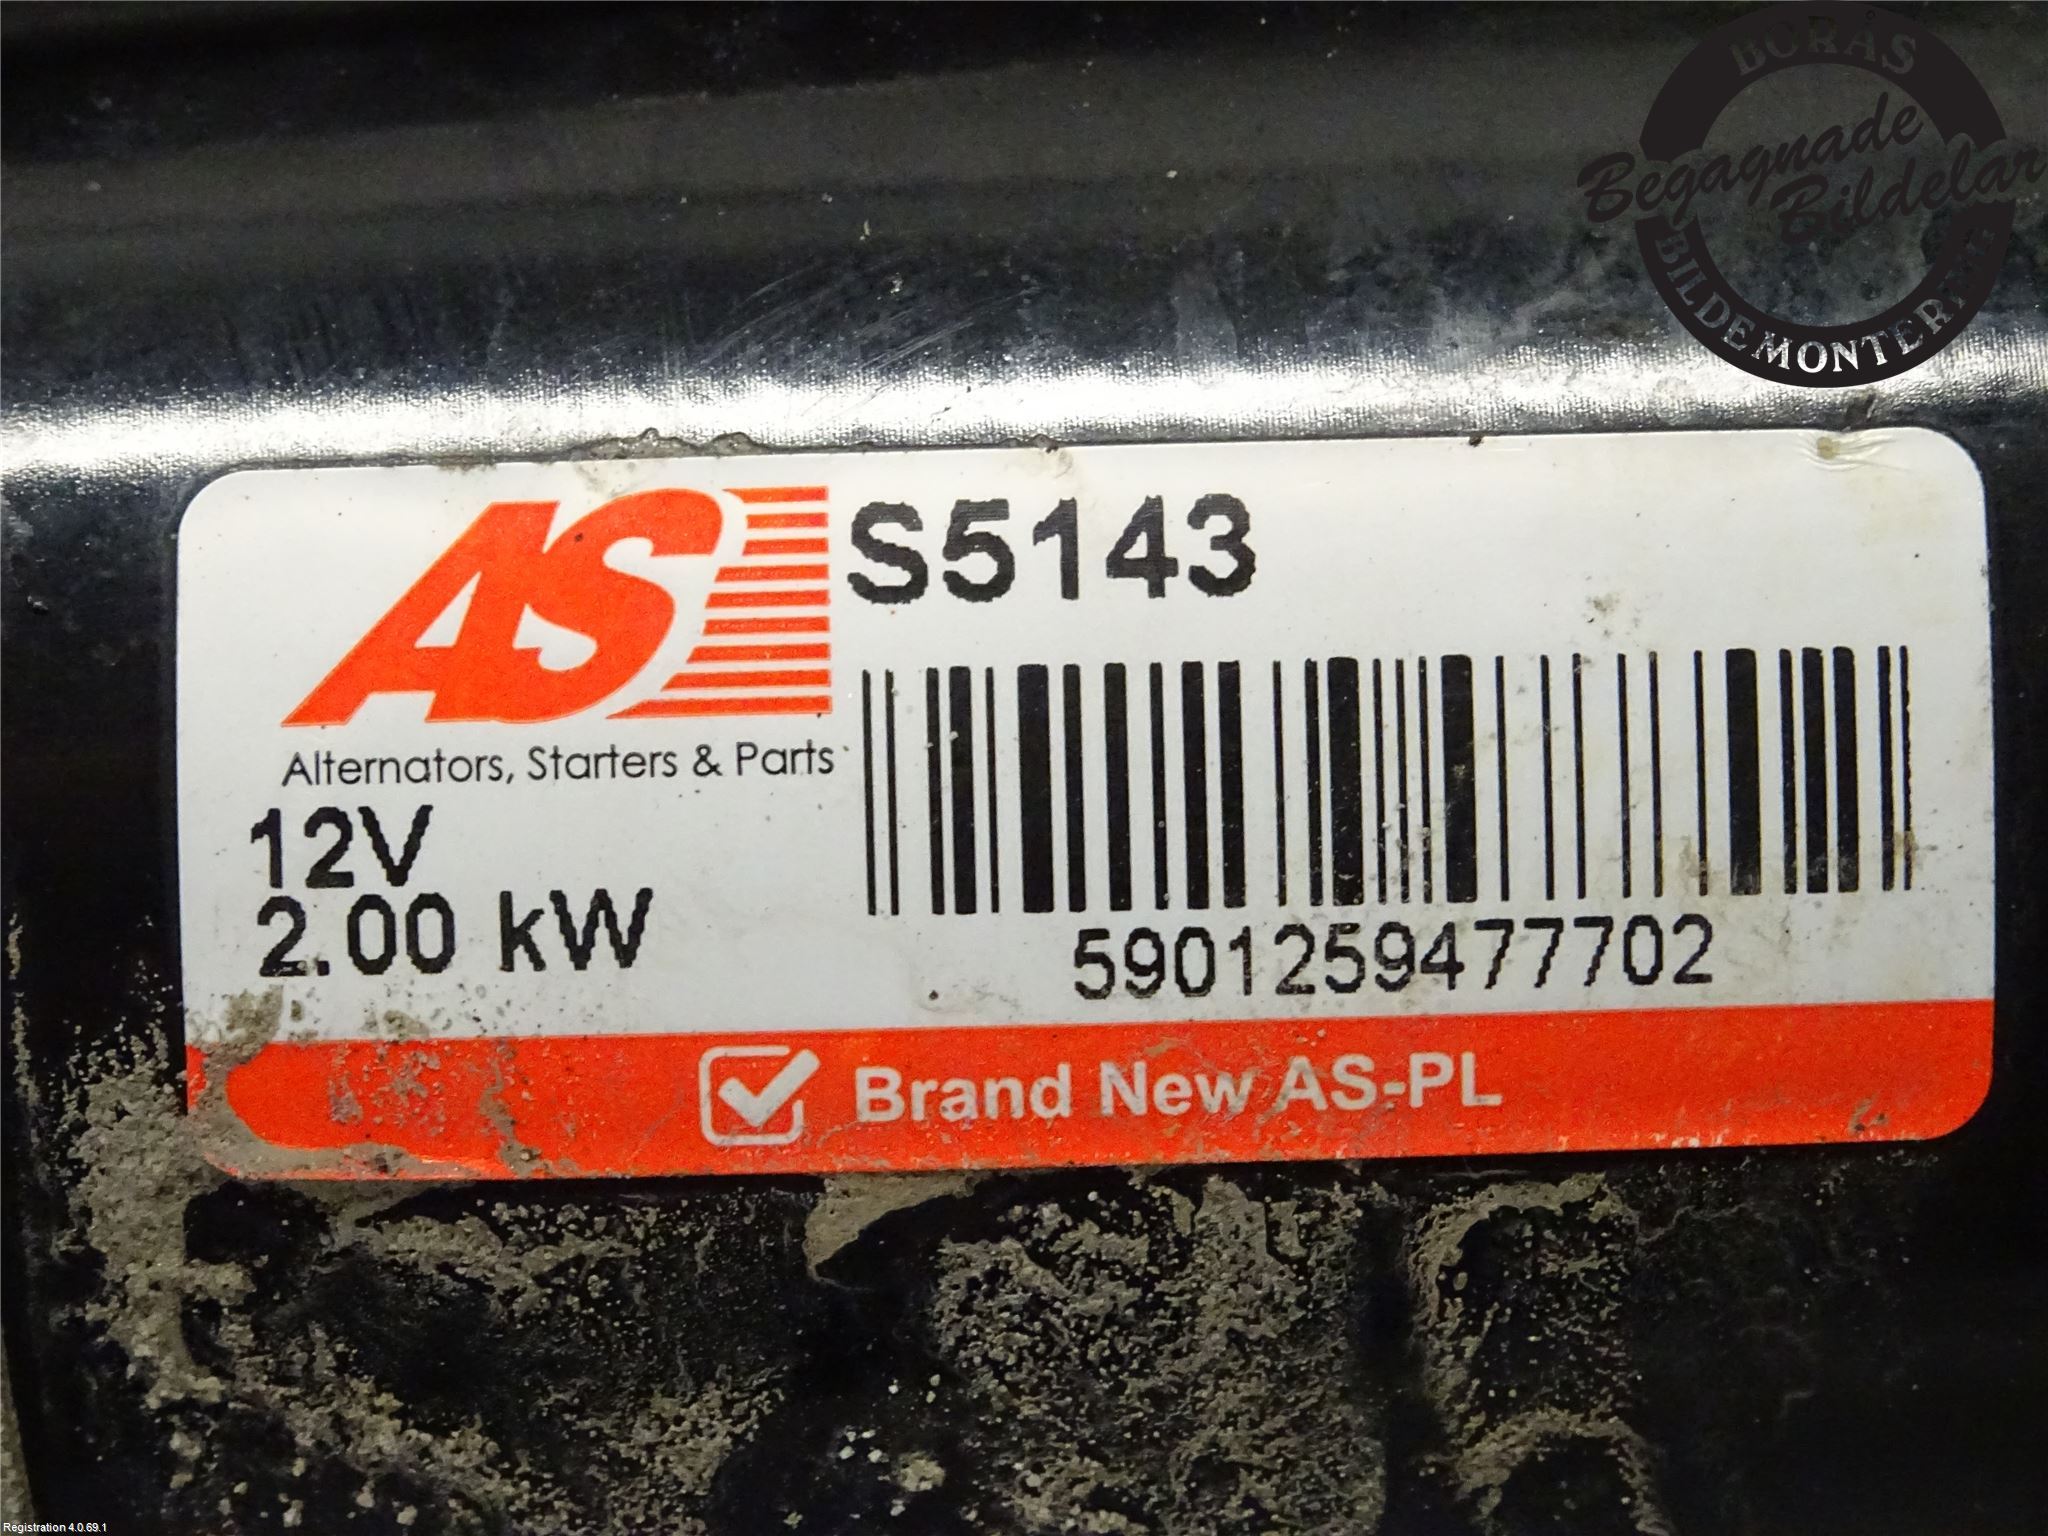 BORÅS
Begagnade
Bildelar
BILDEMONTERING
AS
S5143
Alternators, Starters & Parts
12V
2.00 kW
5901259477702
Brand New AS-PL
Registration 4.0.69.1